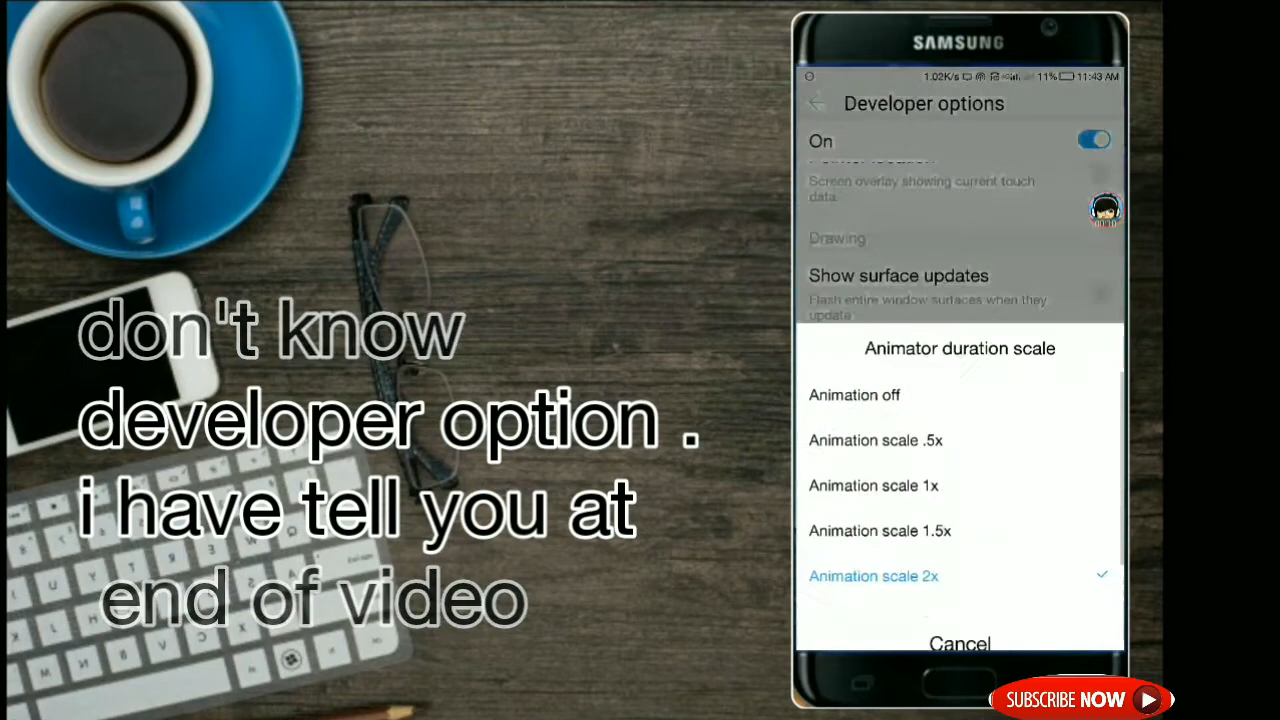 don't know
developer option .
i have tell you at
end of video
SAMSUNG
1.02K/s 11% 11:43 AM
Developer options
On
Screen overlay showing current touch
data.
Drawing
Show surface updates
Flash entire window surfaces when they
update
Animator duration scale
Animation off
Animation scale .5x
Animation scale 1x
Animation scale 1.5x
Animation scale 2x
Cancel
SUBSCRIBE NOW